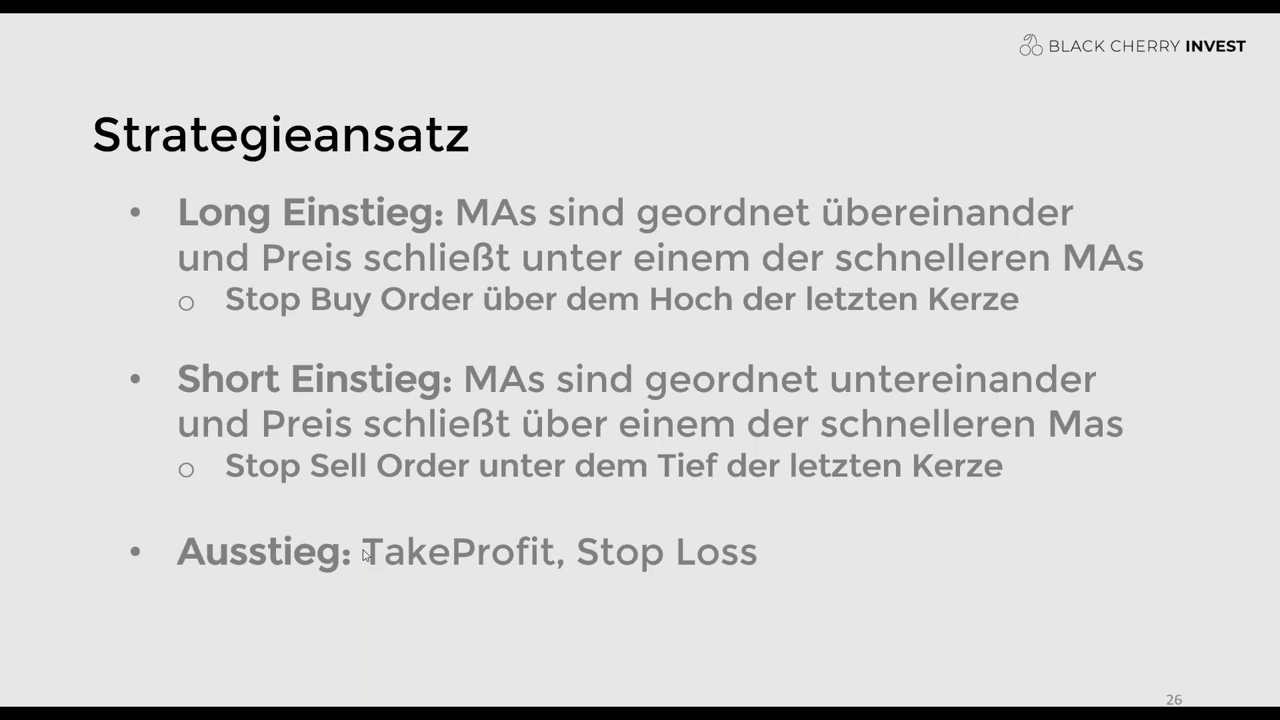 BLACK CHERRY INVEST
Strategieansatz
• Long Einstieg: MAs sind geordnet übereinander
und Preis schließt unter einem der schnelleren MAs
o Stop Buy Order über dem Hoch der letzten Kerze
• Short Einstieg: MAs sind geordnet untereinander
und Preis schließt über einem der schnelleren Mas
o Stop Sell Order unter dem Tief der letzten Kerze
• Ausstieg: TakeProfit, Stop Loss
26